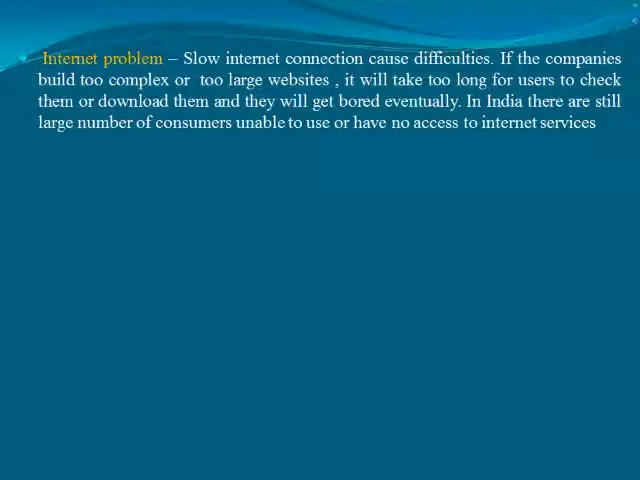 Internet problem – Slow internet connection cause difficulties. If the companies
build too complex or too large websites , it will take too long for users to check
them or download them and they will get bored eventually. In India there are still
large number of consumers unable to use or have no access to internet services